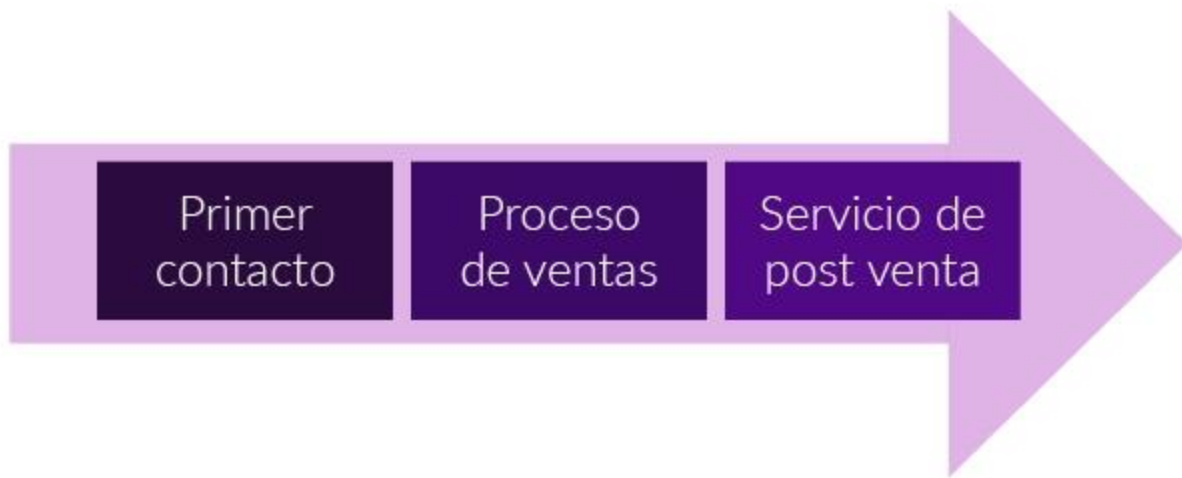 Primer
contacto
Proceso
de ventas
Servicio de
post venta